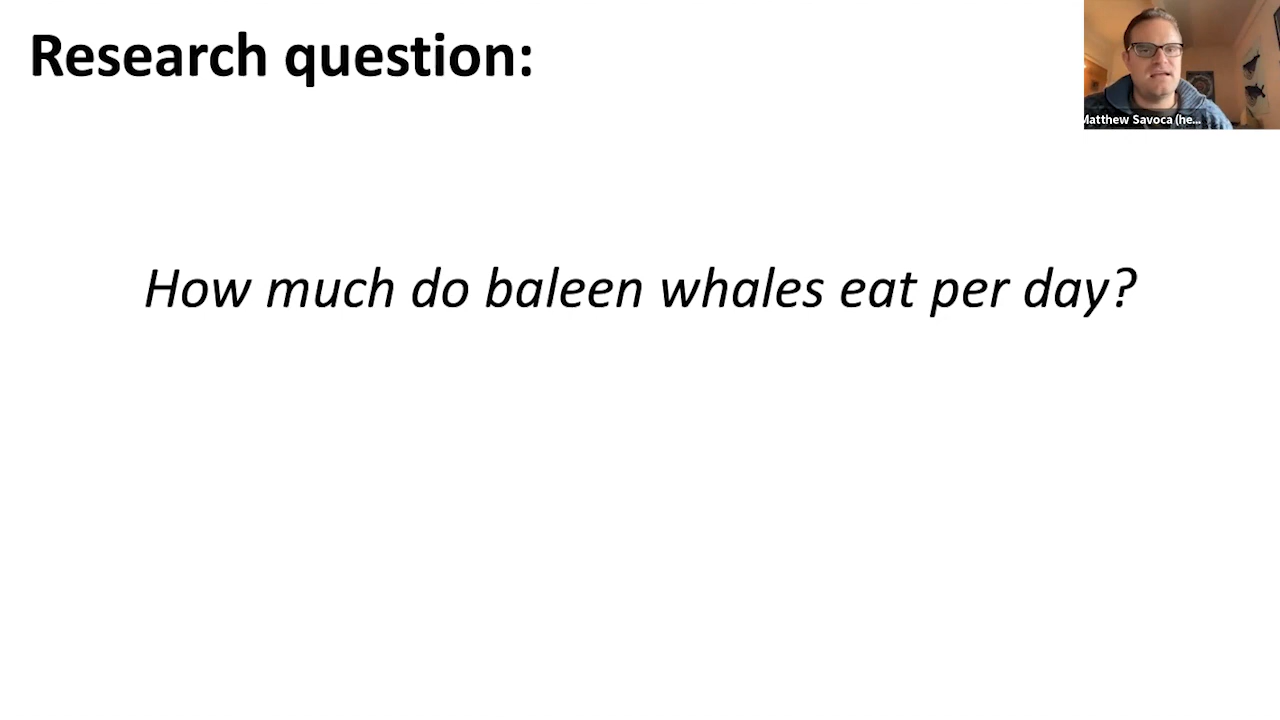 Research question:
Matthew Savoca (he...
How much do baleen whales eat per day?